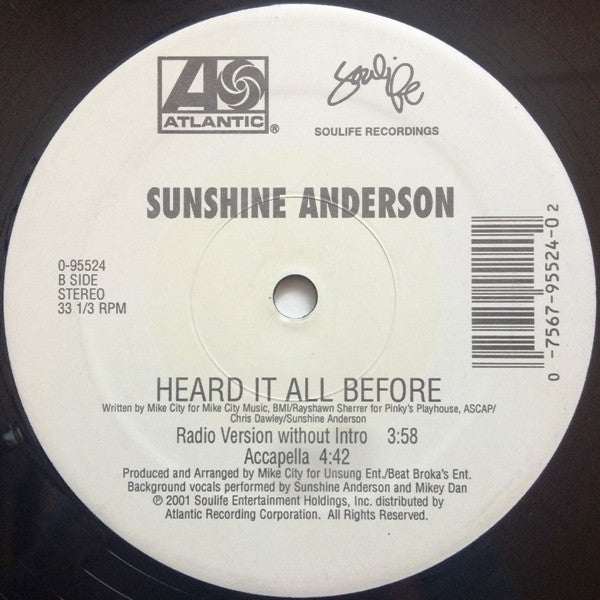 ATLANTIC®
Soulife
SOULIFE RECORDINGS
SUNSHINE ANDERSON
0-95524
B SIDE
STEREO
33 1/3 RPM
0 -7567-95524-0 2
HEARD IT ALL BEFORE
Written by Mike City for Mike City Music, BMI/Rayshawn Sherrer for Pinky's Playhouse, ASCAP/
Chris Dawley/Sunshine Anderson
Radio Version without Intro 3:58
Accapella 4:42
Produced and Arranged by Mike City for Unsung Ent./Beat Broka's Ent.
Background vocals performed by Sunshine Anderson and Mikey Dan
℗ 2001 Soulife Entertainment Holdings, Inc. distributed by
Atlantic Recording Corporation. All Rights Reserved.